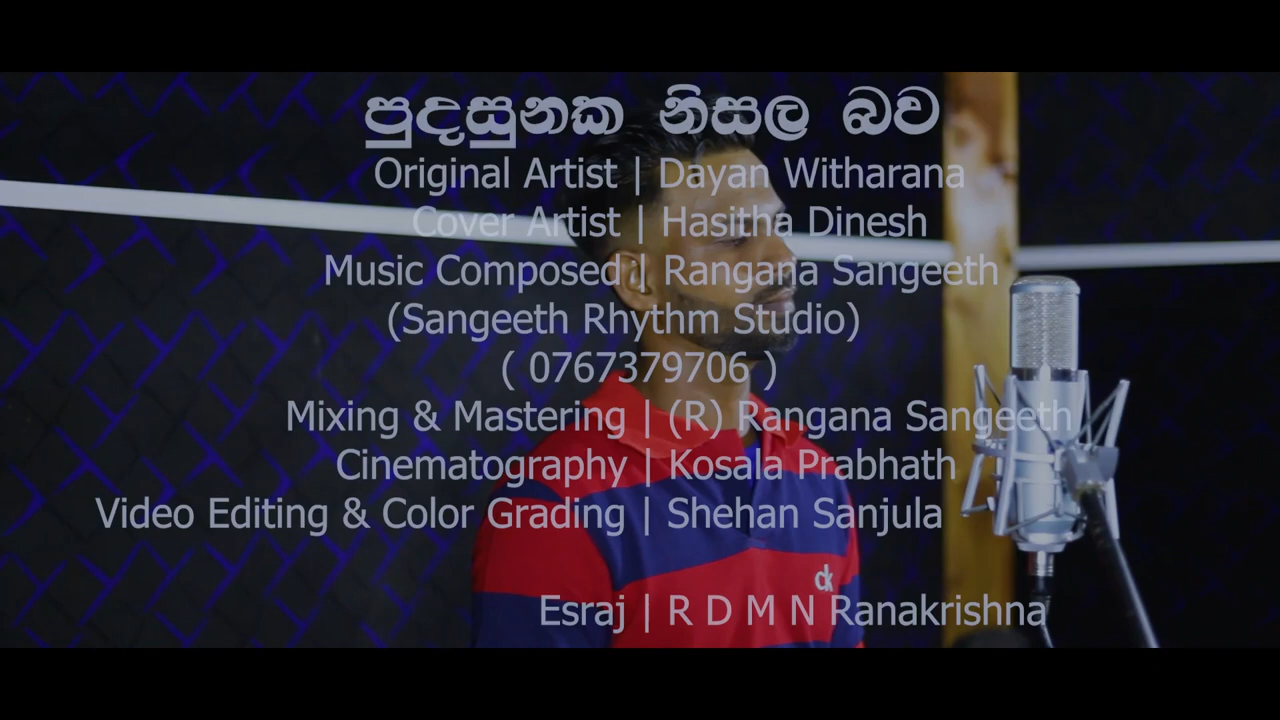 පුදසුනක නිසල බව
Original Artist | Dayan Witharana
Cover Artist | Hasitha Dinesh
Music Composed | Rangana Sangeeth
(Sangeeth Rhythm Studio)
( 0767379706 )
Mixing & Mastering | (R) Rangana Sangeeth
Cinematography | Kosala Prabhath
Video Editing & Color Grading | Shehan Sanjula
ck
Esraj | R D M N Ranakrishna